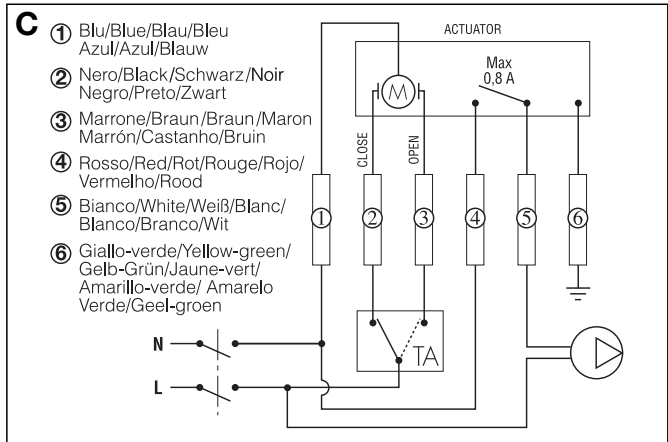 C
① Blu/Blue/Blau/Bleu
Azul/Azul/Blauw
② Nero/Black/Schwarz/Noir
Negro/Preto/Zwart
③ Marrone/Braun/Braun/Maron
Marrón/Castanho/Bruin
④ Rosso/Red/Rot/Rouge/Rojo/
Vermelho/Rood
⑤ Bianco/White/Weiß/Blanc/
Blanco/Branco/Wit
⑥ Giallo-verde/Yellow-green/
Gelb-Grün/Jaune-vert/
Amarillo-verde/ Amarelo
Verde/Geel-groen
ACTUATOR
Max
0,8 A
M
CLOSE
OPEN
① ② ③ ④ ⑤ ⑥
TA
N
L